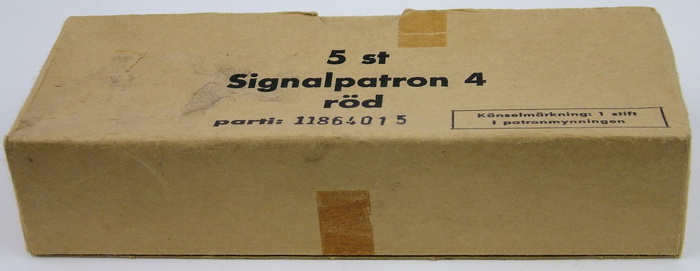 5 st
Signalpatron 4
röd
parti: 11864015
Känselmärkning: 1 stift
i patronmynningen